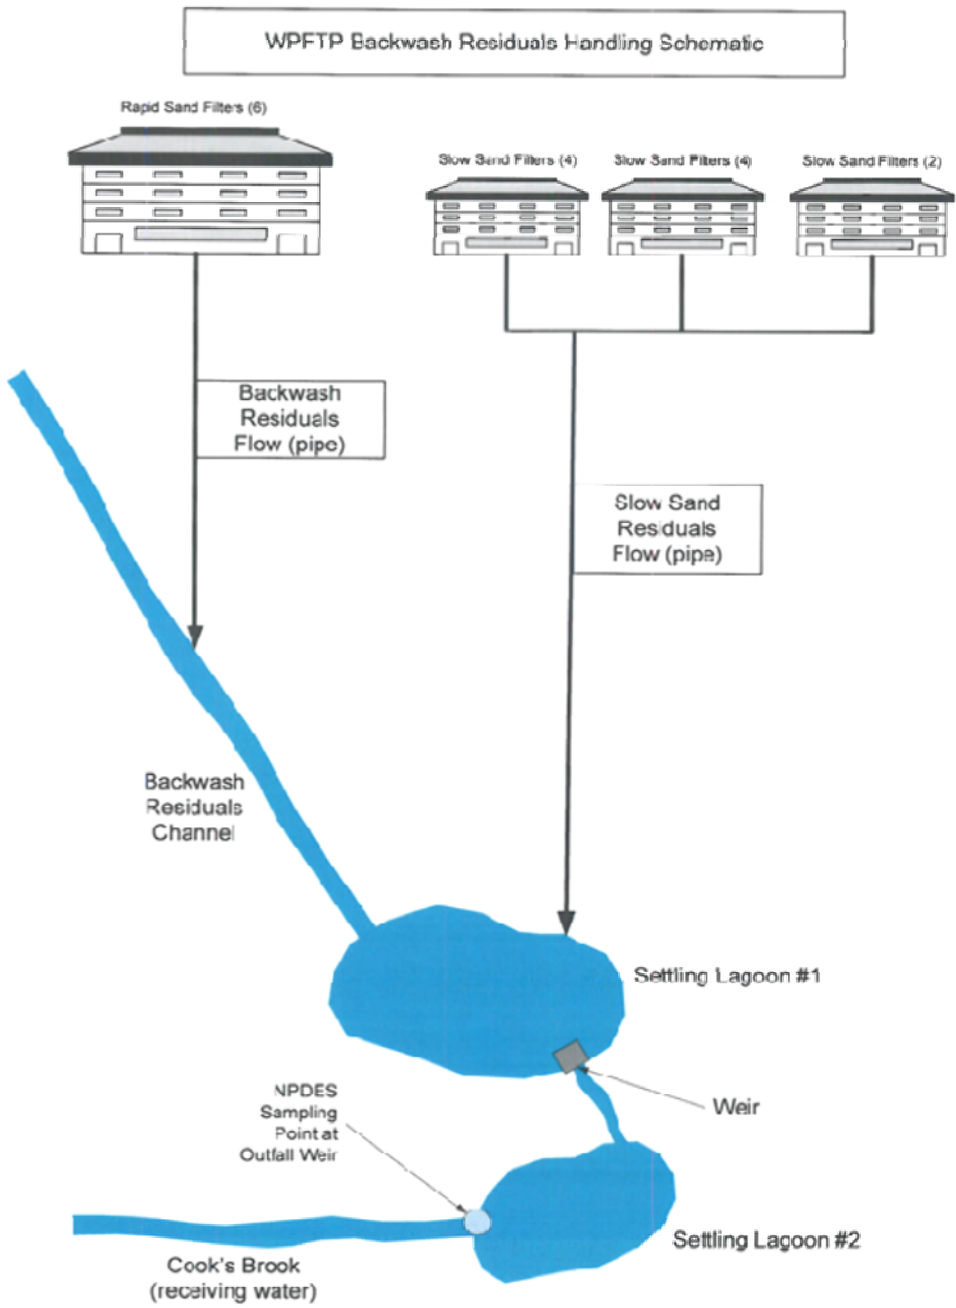 WPFTP Backwash Residuals Handling Schematic
Rapid Sand Filters (6)
Slow Sand Filters (4)
Slow Sand Filters (4)
Slow Sand Filters (2)
Backwash
Residuals
Flow (pipe)
Slow Sand
Residuals
Flow (pipe)
Backwash
Residuals
Channel
Settling Lagoon #1
NPDES
Sampling
Point at
Outfall Weir
Weir
Settling Lagoon #2
Cook's Brook
(receiving water)